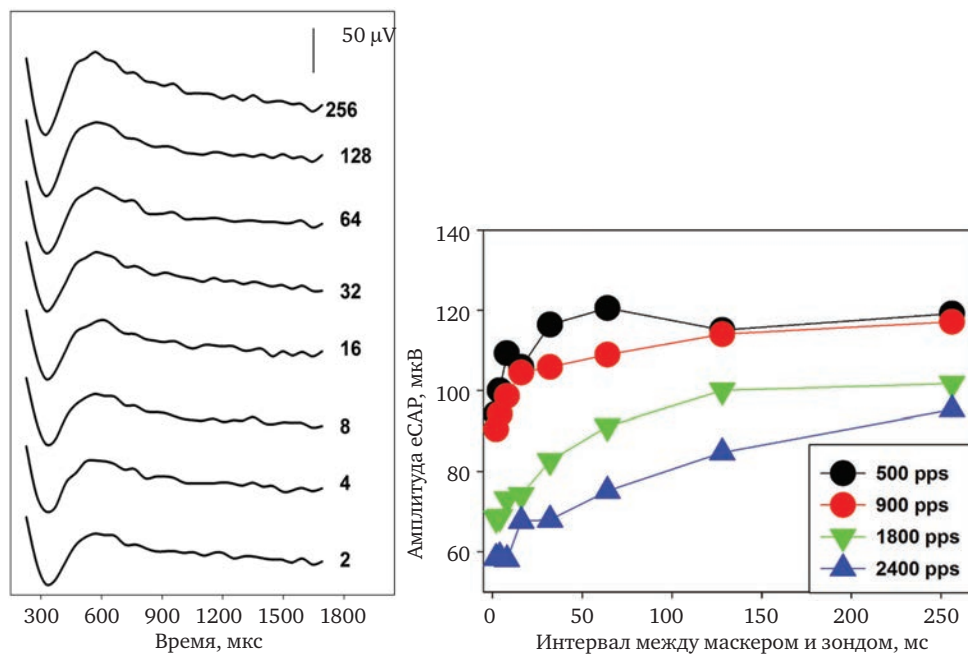 50 μV
256
128
64
32
16
8
4
2
300 600 900 1200 1500 1800
Время, мкс
Амплитуда eCAP, мкВ
140
120
100
80
60
500 pps
900 pps
1800 pps
2400 pps
0 50 100 150 200 250
Интервал между маскером и зондом, мс